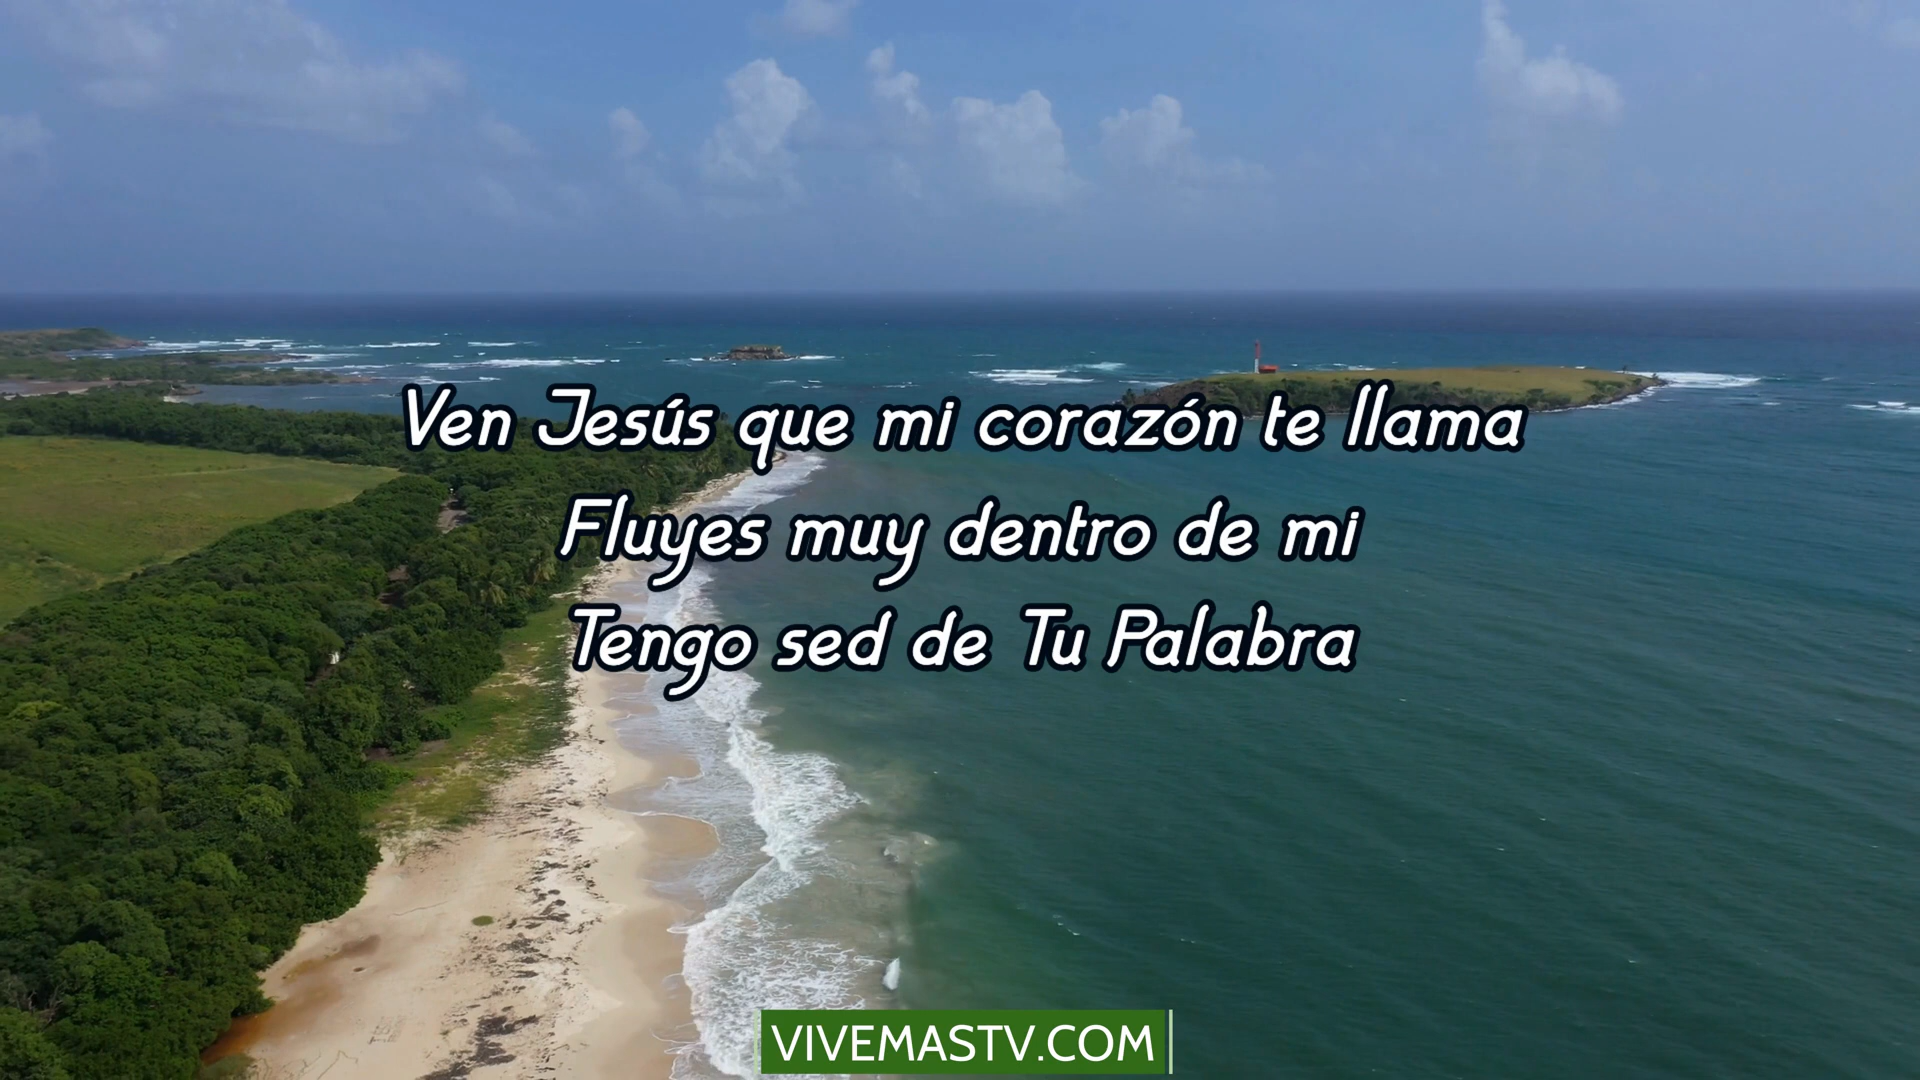 Ven Jesús que mi corazón te llama
Fluyes muy dentro de mi
Tengo sed de Tu Palabra
VIVEMASTV.COM